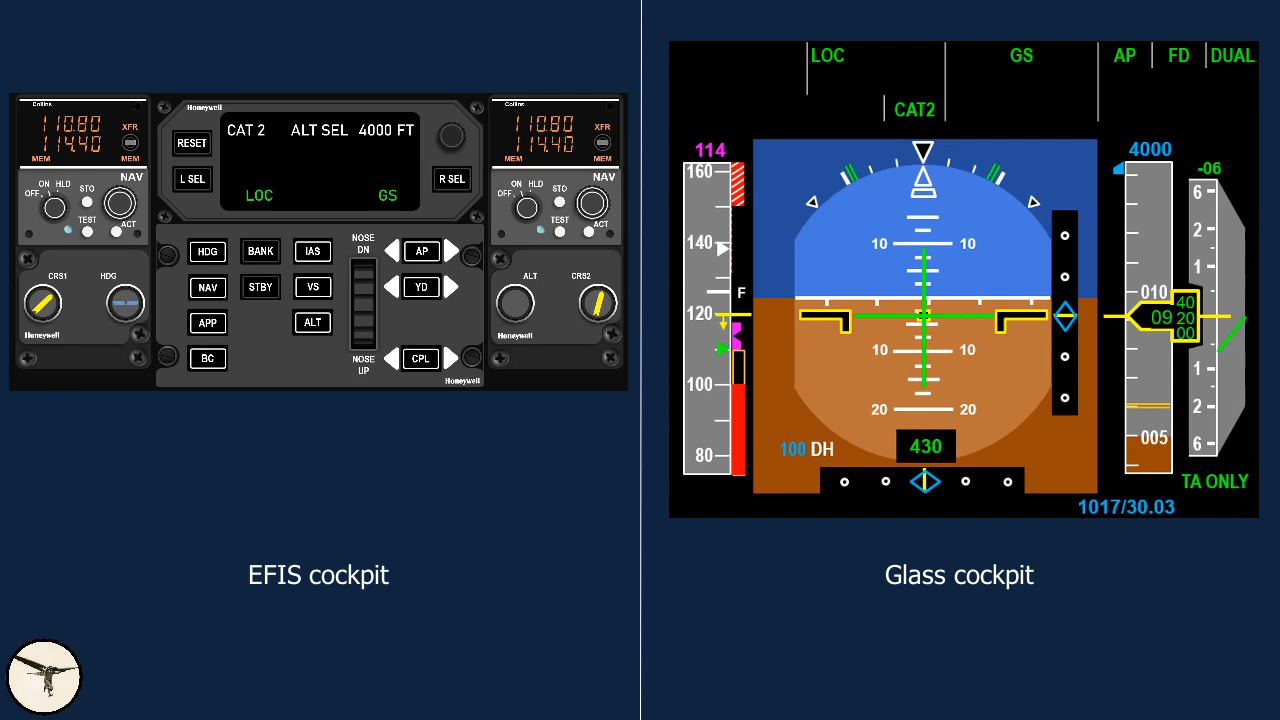 Collins
110.80
XFR
114.40
MEM
MEM
NAV
ON
HLD
OFF
STO
TEST
ACT
CRS1
HDG
Honeywell
Honeywell
CAT 2
ALT SEL
4000 FT
RESET
L SEL
R SEL
LOC
GS
HDG
BANK
IAS
NOSE
DN
AP
NAV
STBY
VS
YD
APP
ALT
BC
NOSE
UP
CPL
Honeywell
Collins
110.80
XFR
114.40
MEM
MEM
NAV
ON
HLD
OFF
STO
TEST
ACT
ALT
CRS2
Honeywell
EFIS cockpit
LOC
GS
AP
FD
DUAL
CAT2
114
160
140
F
120
100
80
10
10
10
10
20
20
100 DH
430
4000
010
09
40
20
00
005
-06
6
2
1
1
2
6
TA ONLY
1017/30.03
Glass cockpit